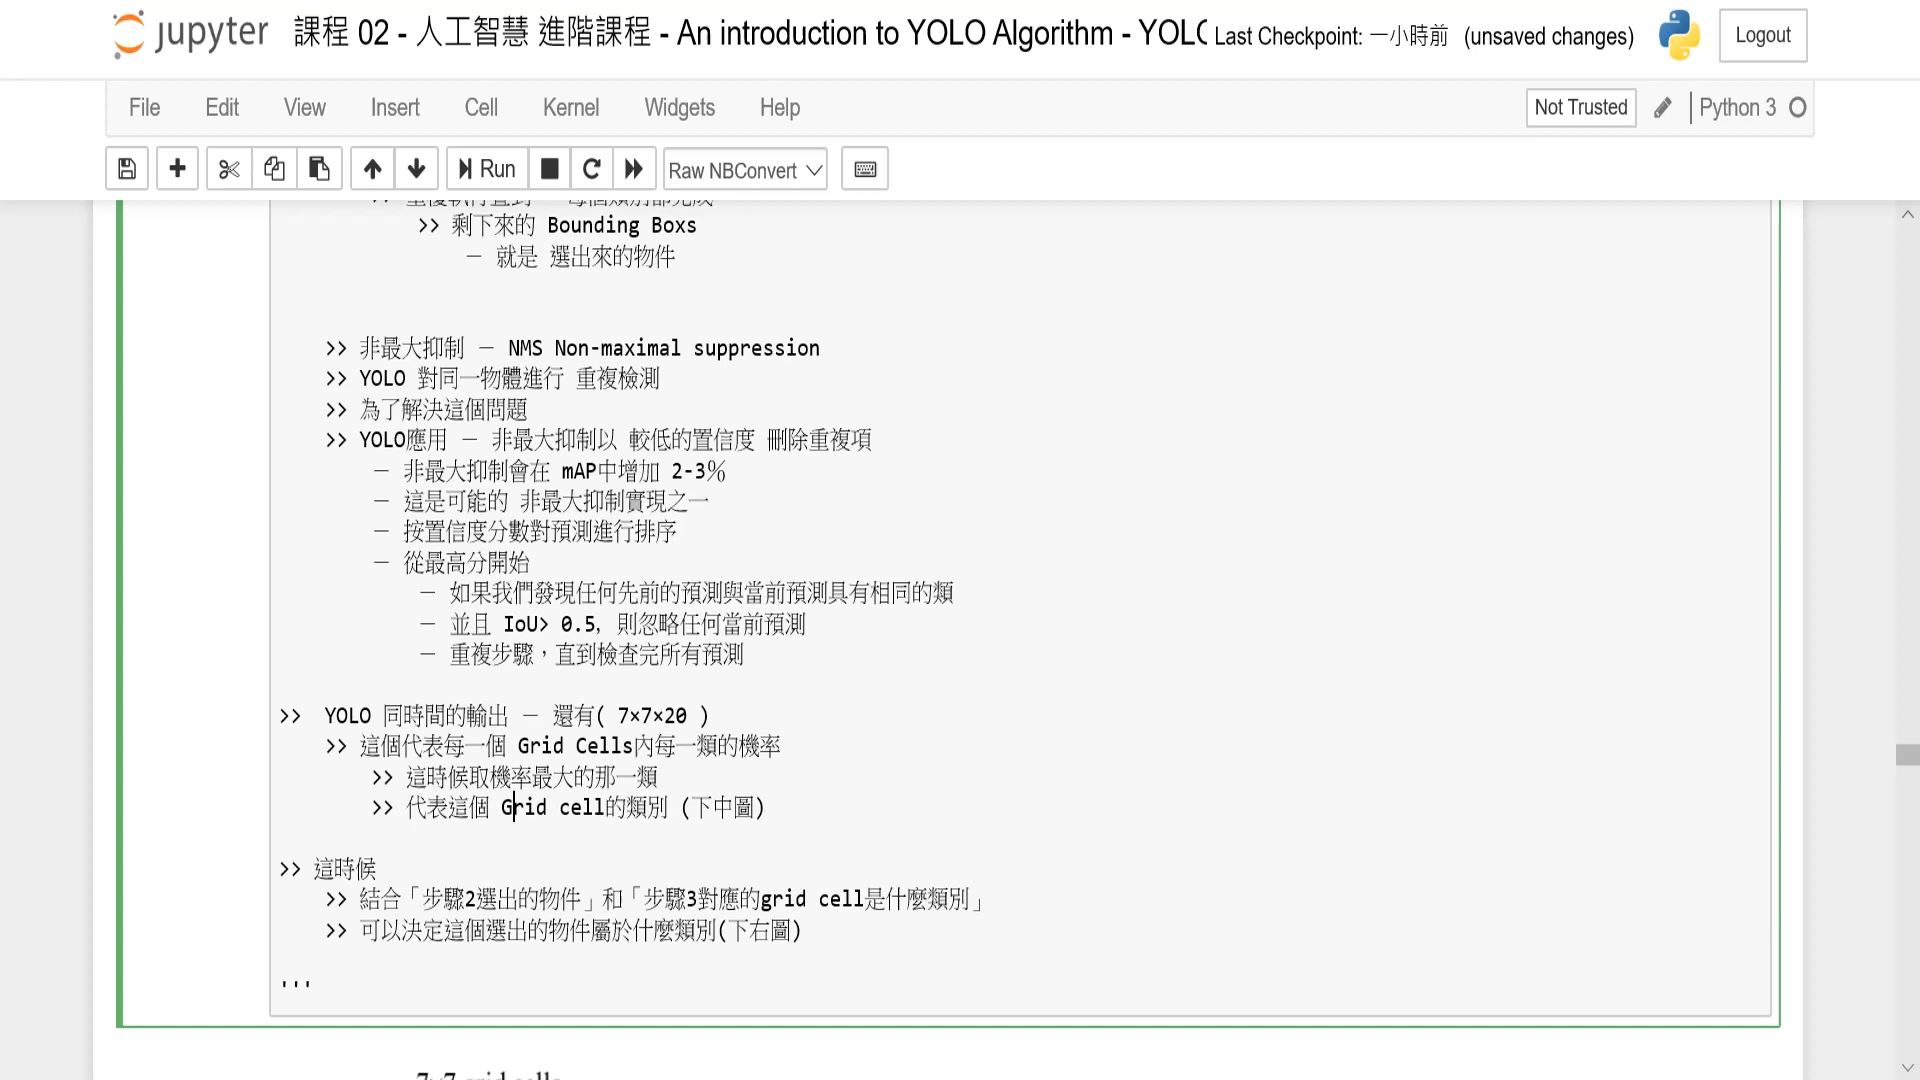 jupyter 課程 02 - 人工智慧 進階課程 - An introduction to YOLO Algorithm - YOLO Last Checkpoint: 一小時前 (unsaved changes) Logout
File Edit View Insert Cell Kernel Widgets Help Not Trusted Python 3
Run Raw NBConvert
>> 剩下來的 Bounding Boxs
— 就是 選出來的物件
>> 非最大抑制 — NMS Non-maximal suppression
>> YOLO 對同一物體進行 重複檢測
>> 為了解決這個問題
>> YOLO應用 — 非最大抑制以 較低的置信度 刪除重複項
— 非最大抑制會在 mAP中增加 2-3％
— 這是可能的 非最大抑制實現之一
— 按置信度分數對預測進行排序
— 從最高分開始
— 如果我們發現任何先前的預測與當前預測具有相同的類
— 並且 IoU> 0.5, 則忽略任何當前預測
— 重複步驟，直到檢查完所有預測
>> YOLO 同時間的輸出 — 還有( 7×7×20 )
>> 這個代表每一個 Grid Cells內每一類的機率
>> 這時候取機率最大的那一類
>> 代表這個 Grid cell的類別 (下中圖)
>> 這時候
>> 結合「步驟2選出的物件」和「步驟3對應的grid cell是什麼類別」
>> 可以決定這個選出的物件屬於什麼類別(下右圖)
'''